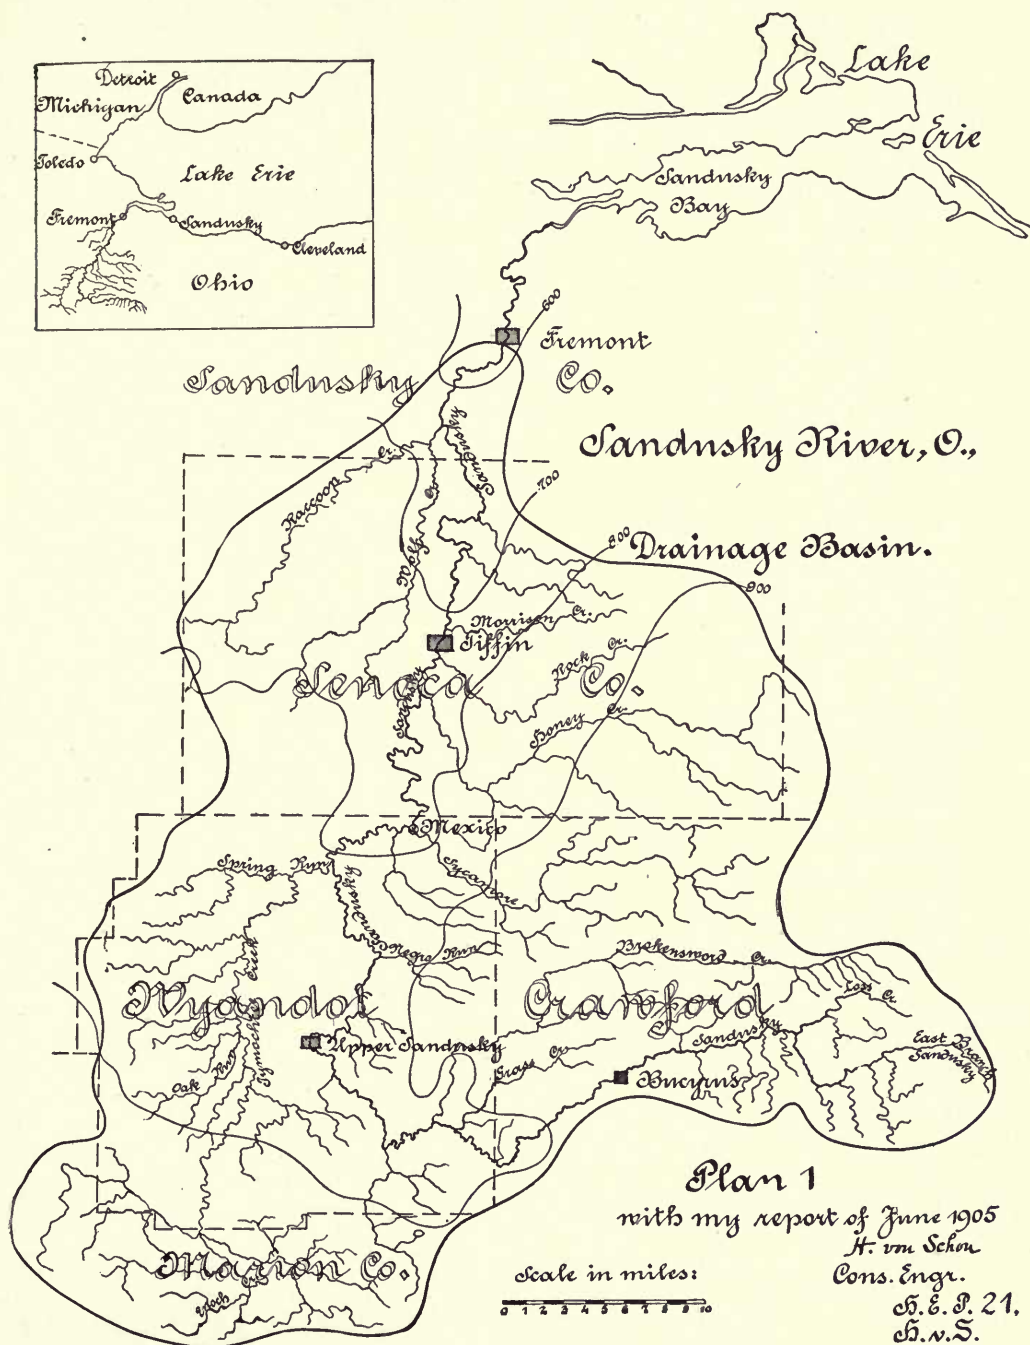 Detroit
Michigan
Canada
Toledo
Lake Erie
Fremont
Sandusky
Cleveland
Ohio
Lake
Erie
Sandusky
Bay
600
Fremont
Sandusky Co.
Sandusky
Sandusky River, O.,
Raccoon Cr.
Wolf Cr.
700
800
Drainage Basin.
900
Morrison Cr.
Tiffin
Rock Cr.
Seneca Co.
Sandusky
Honey Cr.
Mexico
Spring Run
Sycamore
Sandusky
Negro Run
Brokensword Cr.
Wyandot
Crawford
Loss Cr.
Tymochtee Creek
Upper Sandusky
Sandusky
East Branch
Sandusky
Oak Run
Grass Cr.
Bucyrus
Plan 1
with my report of June 1905
H. von Schon
Marion Co.
Scale in miles:
Cons. Engr.
0 1 2 3 4 5 6 7 8 9 10
H. E. P. 21.
H. v. S.